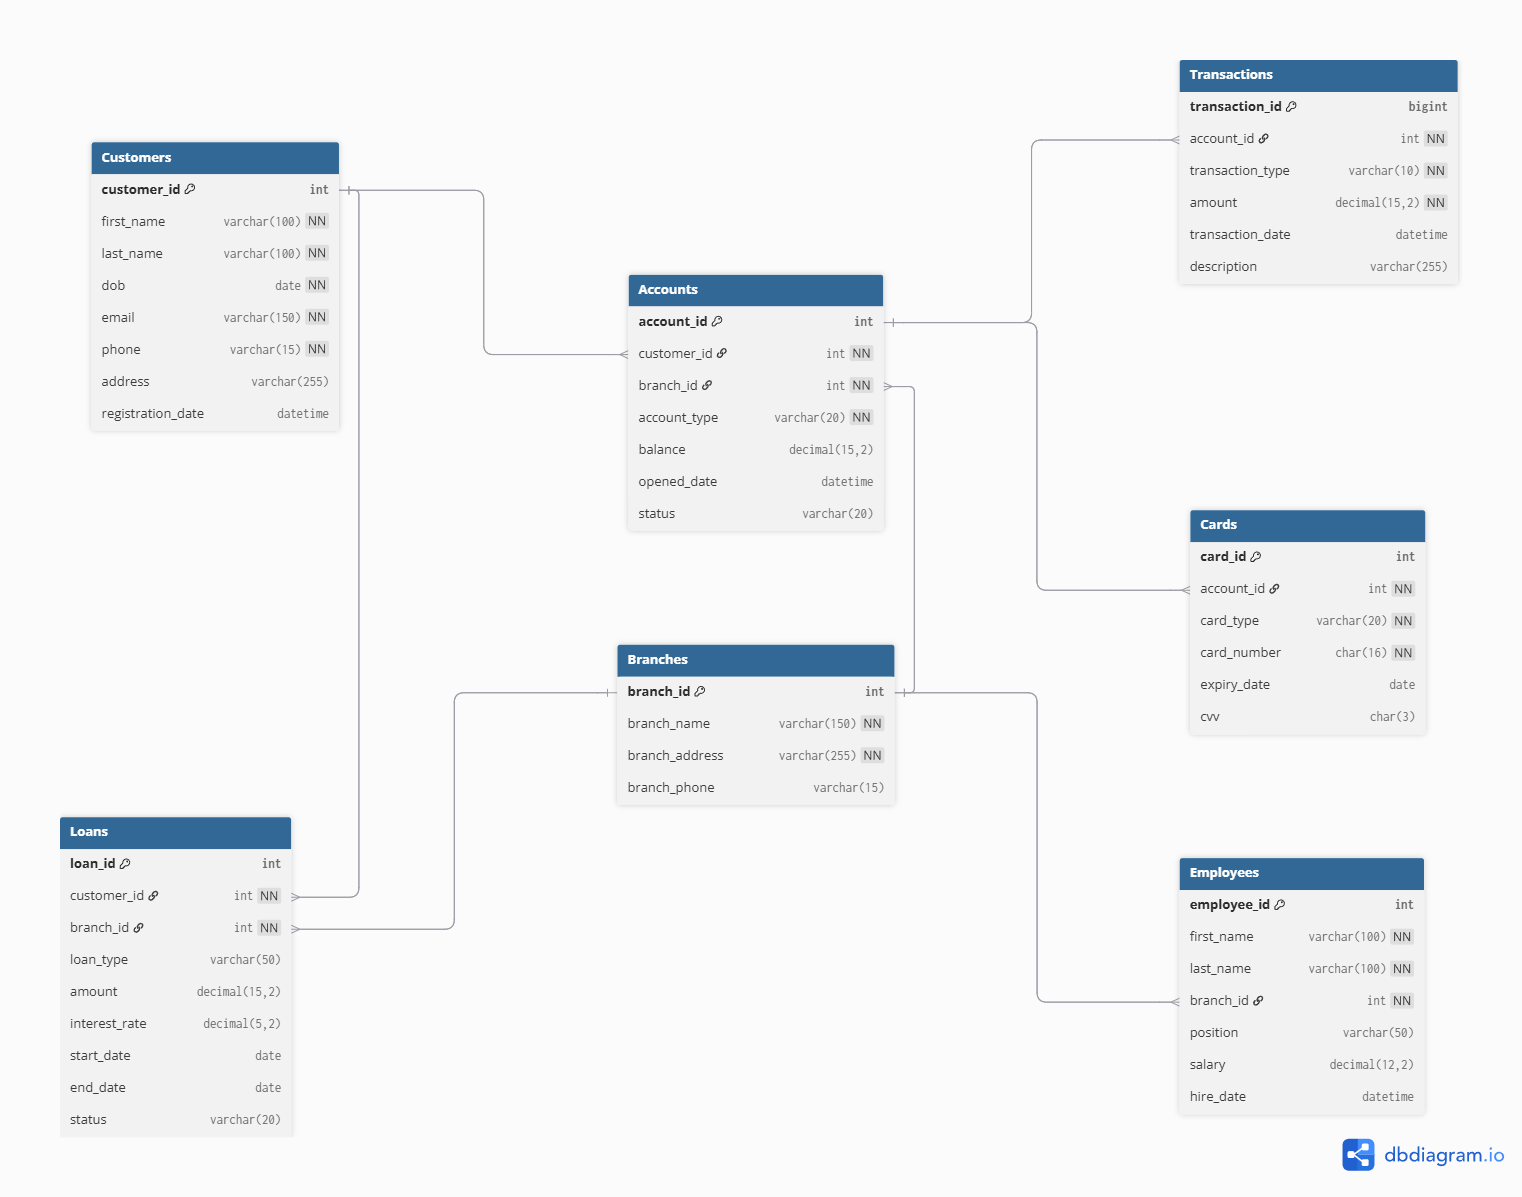 Customers
customer_id int
first_name varchar(100) NN
last_name varchar(100) NN
dob date NN
email varchar(150) NN
phone varchar(15) NN
address varchar(255)
registration_date datetime
Accounts
account_id int
customer_id int NN
branch_id int NN
account_type varchar(20) NN
balance decimal(15,2)
opened_date datetime
status varchar(20)
Transactions
transaction_id bigint
account_id int NN
transaction_type varchar(10) NN
amount decimal(15,2) NN
transaction_date datetime
description varchar(255)
Cards
card_id int
account_id int NN
card_type varchar(20) NN
card_number char(16) NN
expiry_date date
cvv char(3)
Branches
branch_id int
branch_name varchar(150) NN
branch_address varchar(255) NN
branch_phone varchar(15)
Loans
loan_id int
customer_id int NN
branch_id int NN
loan_type varchar(50)
amount decimal(15,2)
interest_rate decimal(5,2)
start_date date
end_date date
status varchar(20)
Employees
employee_id int
first_name varchar(100) NN
last_name varchar(100) NN
branch_id int NN
position varchar(50)
salary decimal(12,2)
hire_date datetime
dbdiagram.io